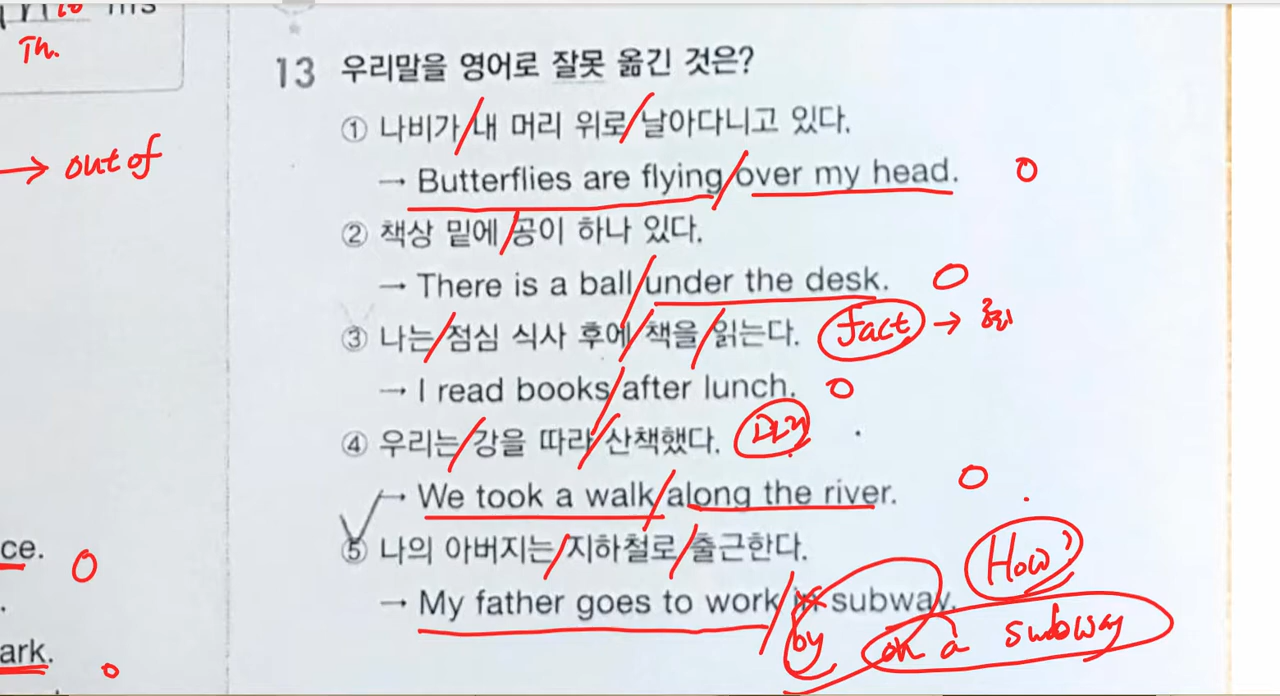 Th.
→ out of
13 우리말을 영어로 잘못 옮긴 것은?
① 나비가 / 내 머리 위로 / 날아다니고 있다.
→ Butterflies are flying / over my head. O
② 책상 밑에 / 공이 하나 있다.
→ There is a ball / under the desk. O
③ 나는 / 점심 식사 후에 / 책을 / 읽는다. fact →
→ I read books / after lunch. O
④ 우리는 / 강을 따라 / 산책했다.
→ We took a walk / along the river. O
⑤ 나의 아버지는 / 지하철로 / 출근한다. How?
→ My father goes to work / in subway.
by on a subway
ce. O
ark. O